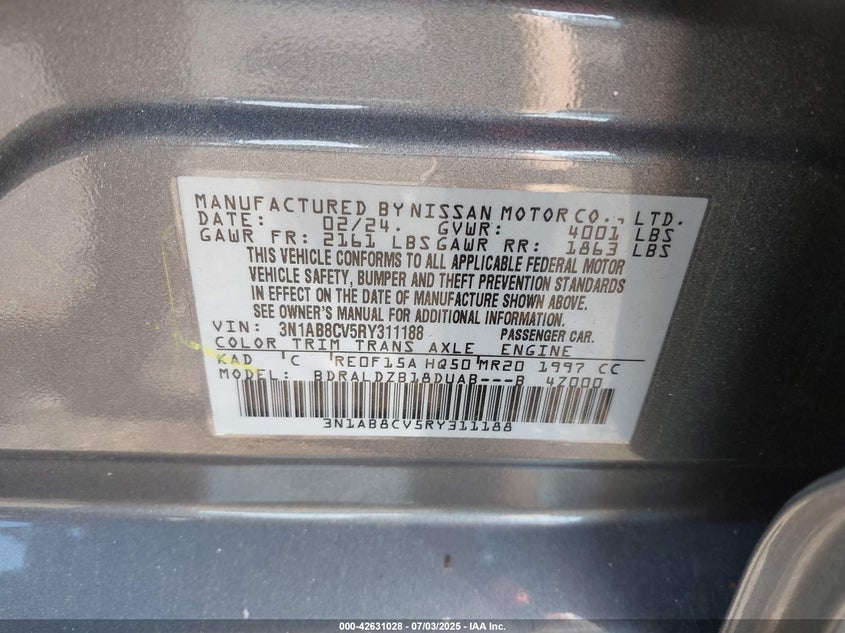 MANUFACTURED BY NISSAN MOTOR CO., LTD.
DATE: 02/24. GVWR: 4001 LBS
GAWR FR: 2161 LBS GAWR RR: 1863 LBS
THIS VEHICLE CONFORMS TO ALL APPLICABLE FEDERAL MOTOR
VEHICLE SAFETY, BUMPER AND THEFT PREVENTION STANDARDS
IN EFFECT ON THE DATE OF MANUFACTURE SHOWN ABOVE.
SEE OWNER'S MANUAL FOR ADDITIONAL INFORMATION.
VIN: 3N1AB8CV5RY311188 PASSENGER CAR.
COLOR TRIM TRANS AXLE ENGINE
KAD 'C RE0F15A HQ50 'MR20 1997 CC
MODEL: BDRALDZB18DUAB---B 47000
3N1AB8CV5RY311188
000-42631028 - 07/03/2025 - IAA Inc.